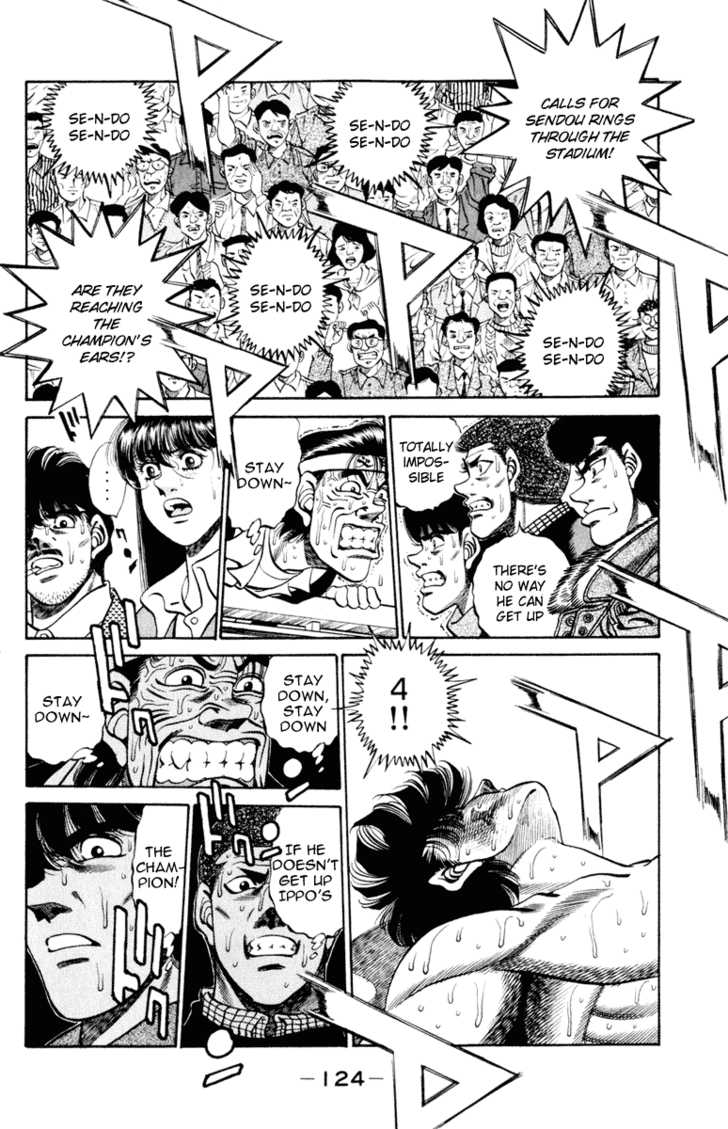 CALLS FOR
SENDOU RINGS
THROUGH THE
STADIUM!
SE-N-DO
SE-N-DO
SE-N-DO
SE-N-DO
SE-N-DO
SE-N-DO
SE-N-DO
SE-N-DO
ARE THEY
REACHING
THE
CHAMPION'S
EARS!?
TOTALLY
IMPOS-
SIBLE
THERE'S
NO WAY
HE CAN
GET UP
STAY
DOWN~
...
4
!!
STAY
DOWN,
STAY
DOWN
STAY
DOWN~
IF HE
DOESN'T
GET UP
IPPO'S
THE
CHAM-
PION!
—124—